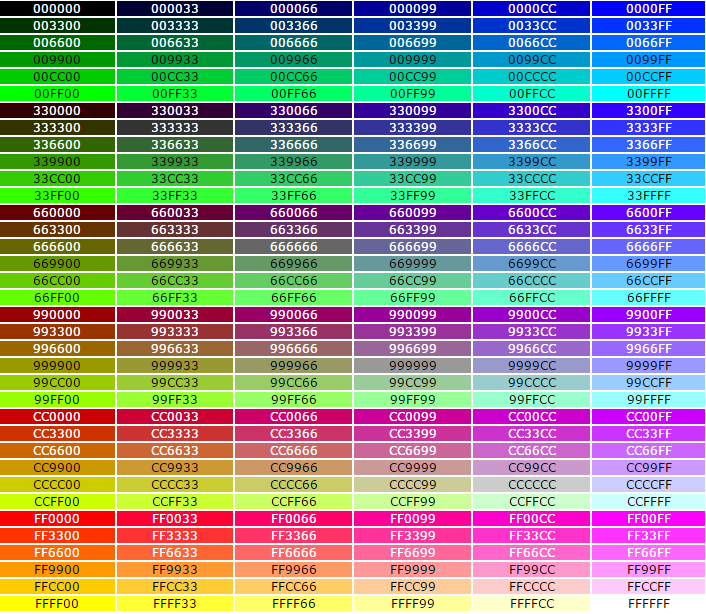 000000 000033 000066 000099 0000CC 0000FF
003300 003333 003366 003399 0033CC 0033FF
006600 006633 006666 006699 0066CC 0066FF
009900 009933 009966 009999 0099CC 0099FF
00CC00 00CC33 00CC66 00CC99 00CCCC 00CCFF
00FF00 00FF33 00FF66 00FF99 00FFCC 00FFFF
330000 330033 330066 330099 3300CC 3300FF
333300 333333 333366 333399 3333CC 3333FF
336600 336633 336666 336699 3366CC 3366FF
339900 339933 339966 339999 3399CC 3399FF
33CC00 33CC33 33CC66 33CC99 33CCCC 33CCFF
33FF00 33FF33 33FF66 33FF99 33FFCC 33FFFF
660000 660033 660066 660099 6600CC 6600FF
663300 663333 663366 663399 6633CC 6633FF
666600 666633 666666 666699 6666CC 6666FF
669900 669933 669966 669999 6699CC 6699FF
66CC00 66CC33 66CC66 66CC99 66CCCC 66CCFF
66FF00 66FF33 66FF66 66FF99 66FFCC 66FFFF
990000 990033 990066 990099 9900CC 9900FF
993300 993333 993366 993399 9933CC 9933FF
996600 996633 996666 996699 9966CC 9966FF
999900 999933 999966 999999 9999CC 9999FF
99CC00 99CC33 99CC66 99CC99 99CCCC 99CCFF
99FF00 99FF33 99FF66 99FF99 99FFCC 99FFFF
CC0000 CC0033 CC0066 CC0099 CC00CC CC00FF
CC3300 CC3333 CC3366 CC3399 CC33CC CC33FF
CC6600 CC6633 CC6666 CC6699 CC66CC CC66FF
CC9900 CC9933 CC9966 CC9999 CC99CC CC99FF
CCCC00 CCCC33 CCCC66 CCCC99 CCCCCC CCCCFF
CCFF00 CCFF33 CCFF66 CCFF99 CCFFCC CCFFFF
FF0000 FF0033 FF0066 FF0099 FF00CC FF00FF
FF3300 FF3333 FF3366 FF3399 FF33CC FF33FF
FF6600 FF6633 FF6666 FF6699 FF66CC FF66FF
FF9900 FF9933 FF9966 FF9999 FF99CC FF99FF
FFCC00 FFCC33 FFCC66 FFCC99 FFCCCC FFCCFF
FFFF00 FFFF33 FFFF66 FFFF99 FFFFCC FFFFFF